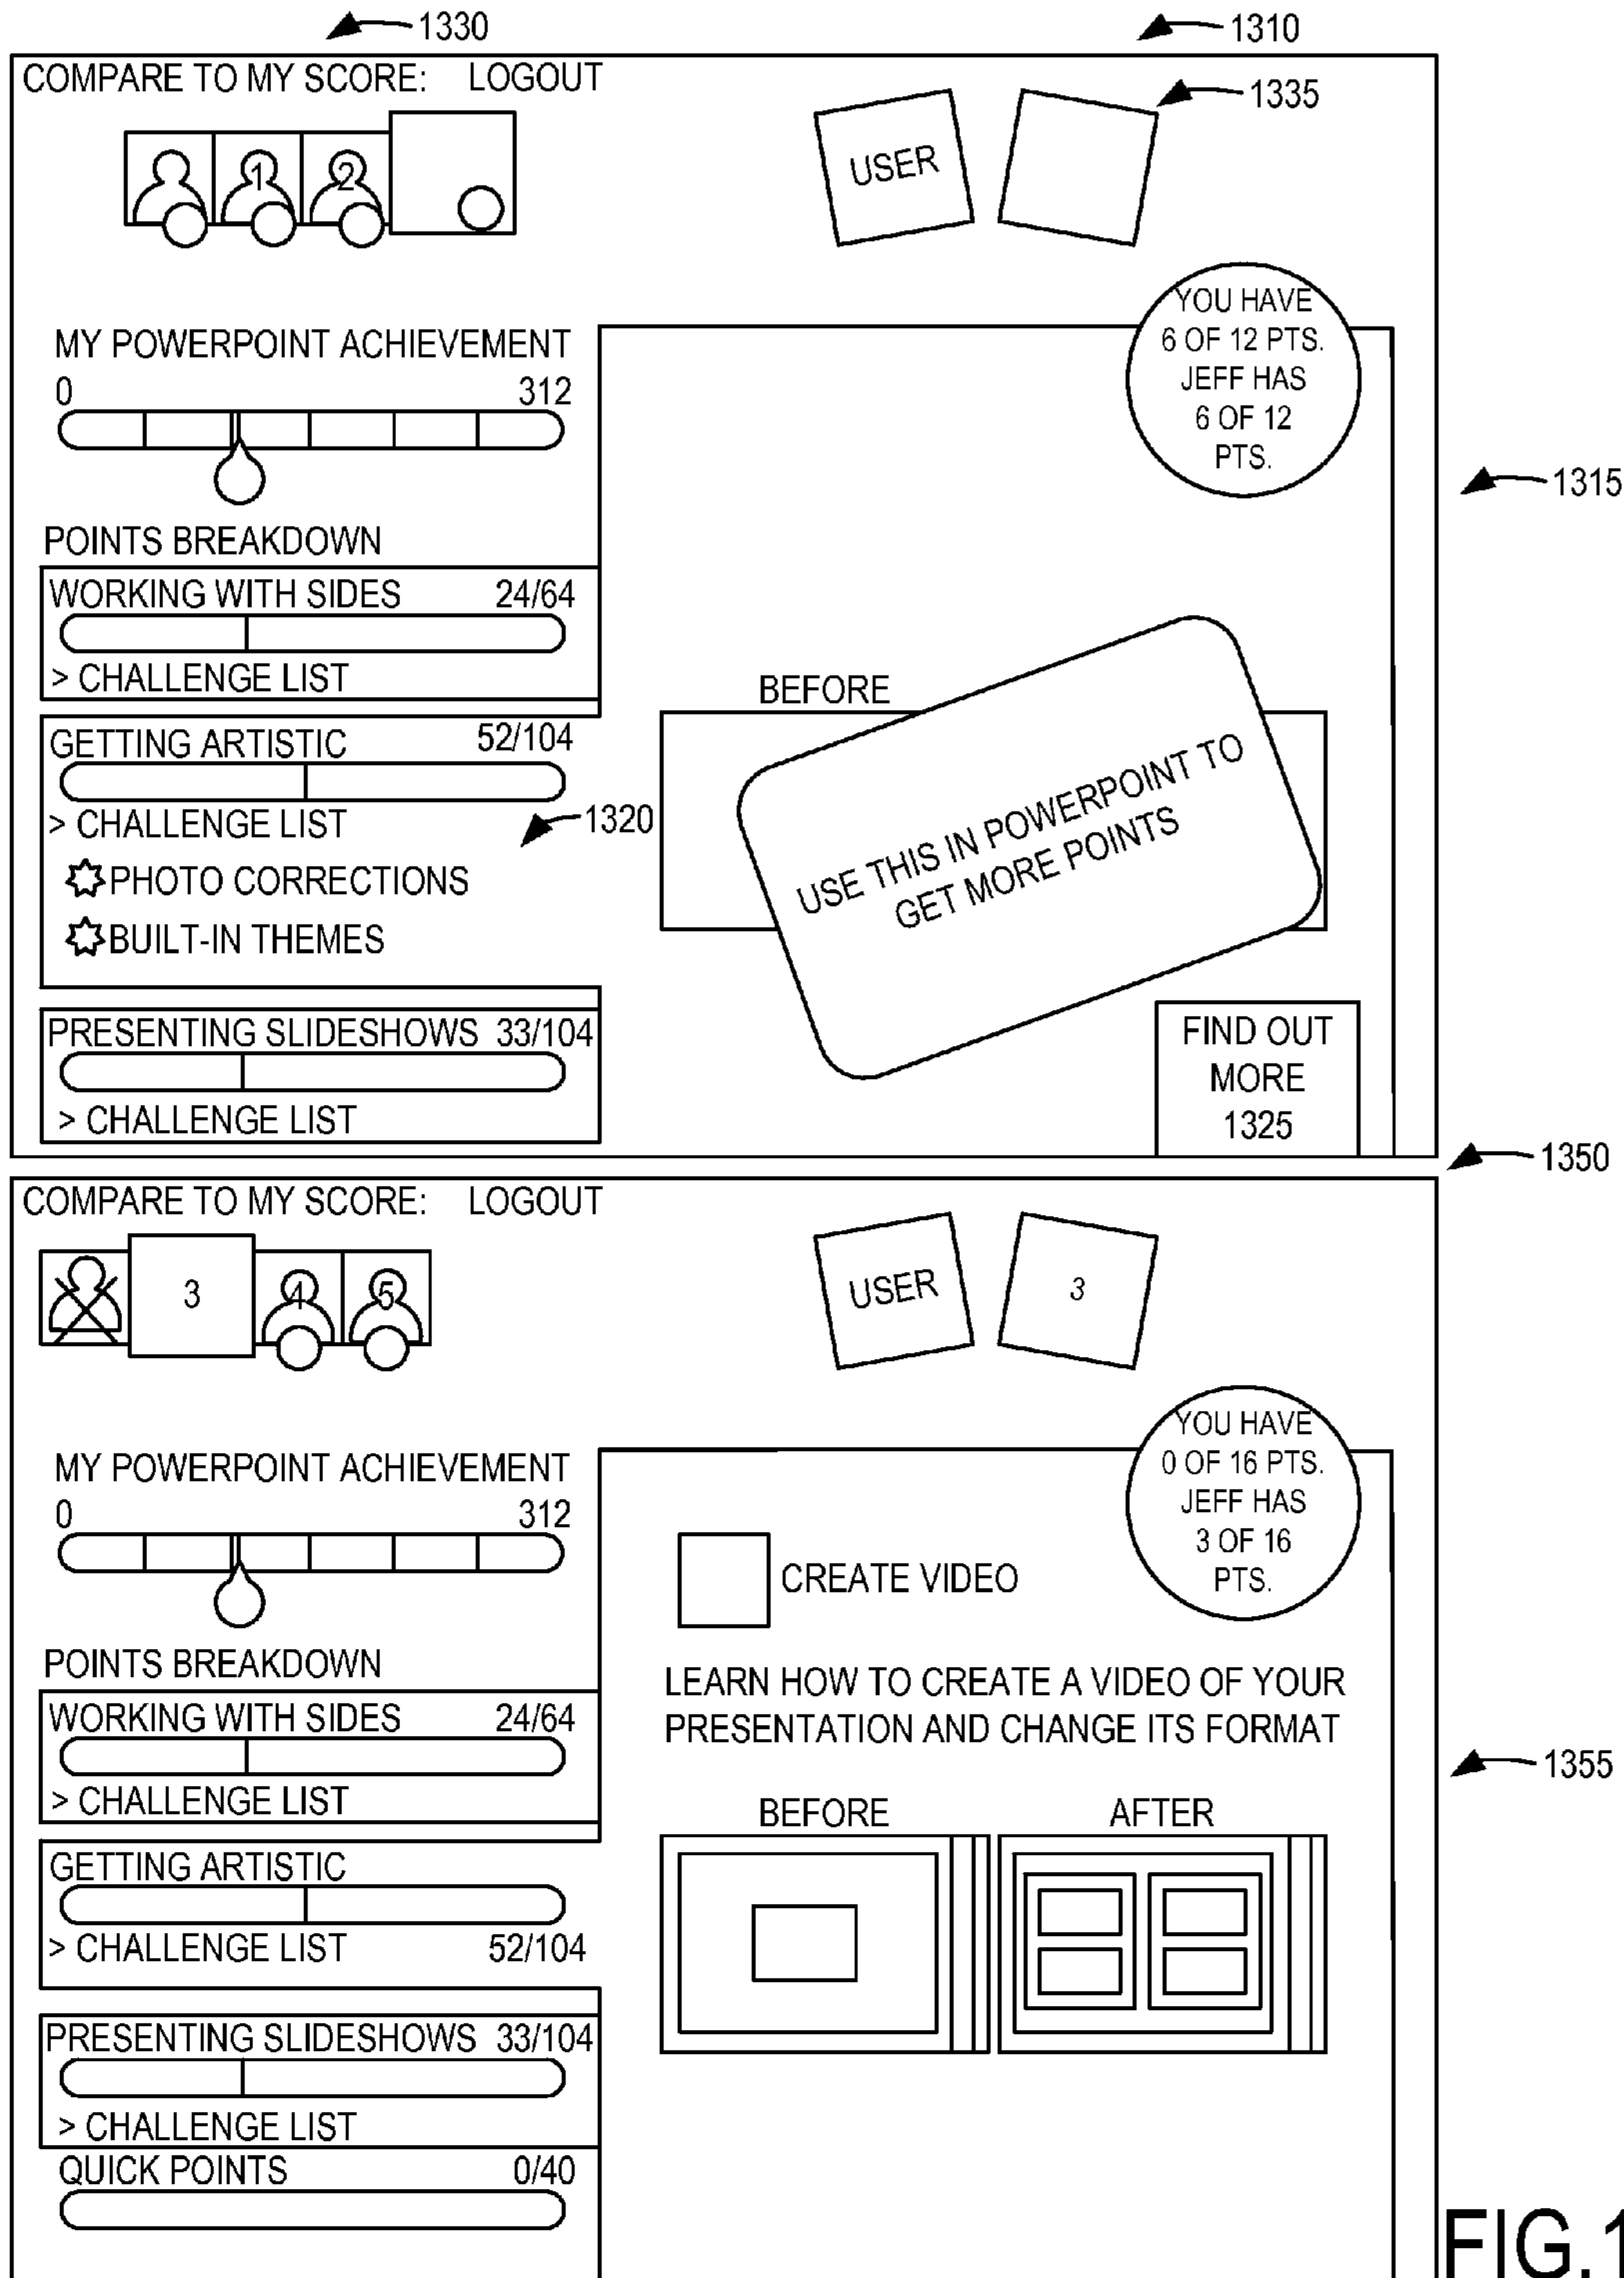 1330
1310
COMPARE TO MY SCORE: LOGOUT
1335
1 2
USER
YOU HAVE
6 OF 12 PTS.
JEFF HAS
6 OF 12
PTS.
MY POWERPOINT ACHIEVEMENT
0 312
1315
POINTS BREAKDOWN
WORKING WITH SIDES 24/64
> CHALLENGE LIST
BEFORE
GETTING ARTISTIC 52/104
> CHALLENGE LIST
1320
PHOTO CORRECTIONS
BUILT-IN THEMES
USE THIS IN POWERPOINT TO
GET MORE POINTS
PRESENTING SLIDESHOWS 33/104
> CHALLENGE LIST
FIND OUT
MORE
1325
1350
COMPARE TO MY SCORE: LOGOUT
3 4 5
USER
3
YOU HAVE
0 OF 16 PTS.
JEFF HAS
3 OF 16
PTS.
MY POWERPOINT ACHIEVEMENT
0 312
CREATE VIDEO
POINTS BREAKDOWN
LEARN HOW TO CREATE A VIDEO OF YOUR
PRESENTATION AND CHANGE ITS FORMAT
WORKING WITH SIDES 24/64
> CHALLENGE LIST
1355
BEFORE AFTER
GETTING ARTISTIC
> CHALLENGE LIST 52/104
PRESENTING SLIDESHOWS 33/104
> CHALLENGE LIST
QUICK POINTS 0/40
FIG.1